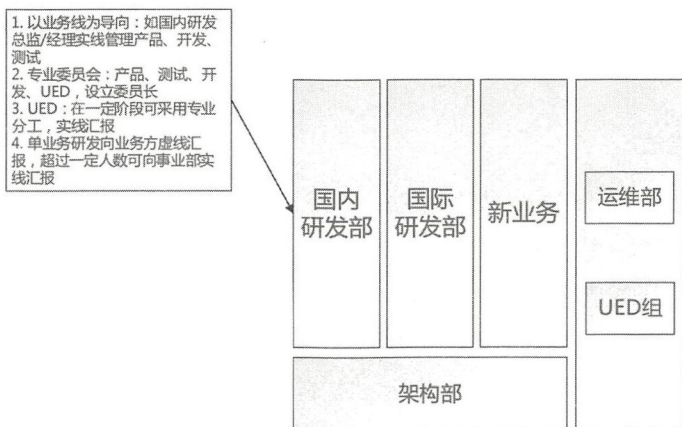 1. 以业务线为导向：如国内研发
总监/经理实线管理产品、开发、
测试
2. 专业委员会：产品、测试、开
发、UED，设立委员长
3. UED：在一定阶段可采用专业
分工，实线汇报
4. 单业务研发向业务方虚线汇
报，超过一定人数可向事业部实
线汇报
国内
研发部
国际
研发部
新业务
运维部
UED组
架构部